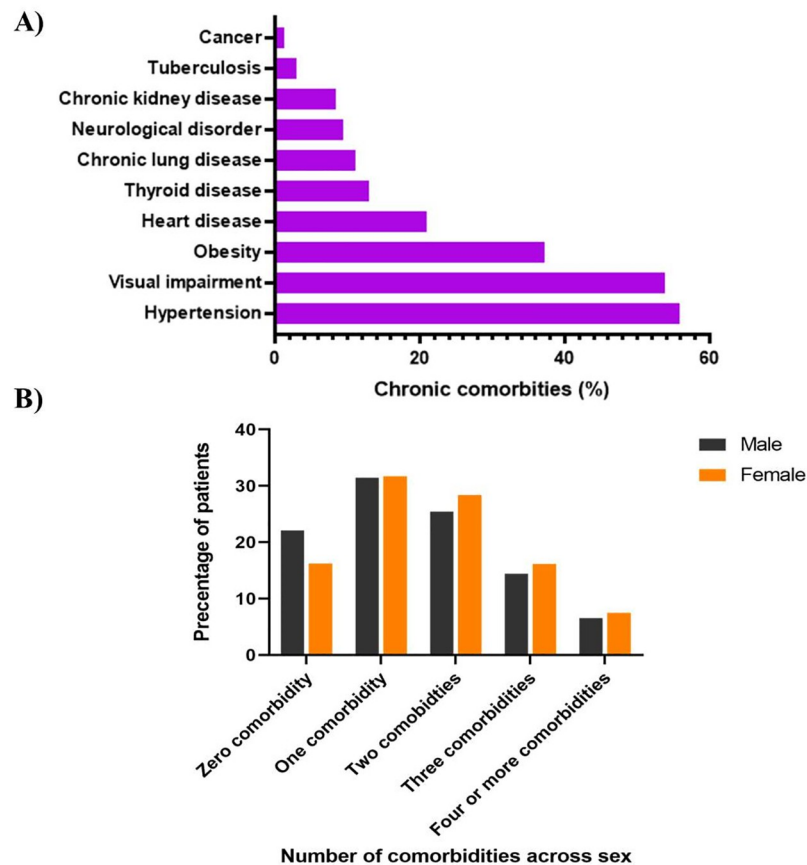 A)
Cancer
Tuberculosis
Chronic kidney disease
Neurological disorder
Chronic lung disease
Thyroid disease
Heart disease
Obesity
Visual impairment
Hypertension
0 20 40 60
Chronic comorbities (%)
B)
Male
Female
Precentage of patients
40
30
20
10
0
Zero comorbidity
One comorbidity
Two comobidties
Three comorbidities
Four or more comorbidities
Number of comorbidities across sex